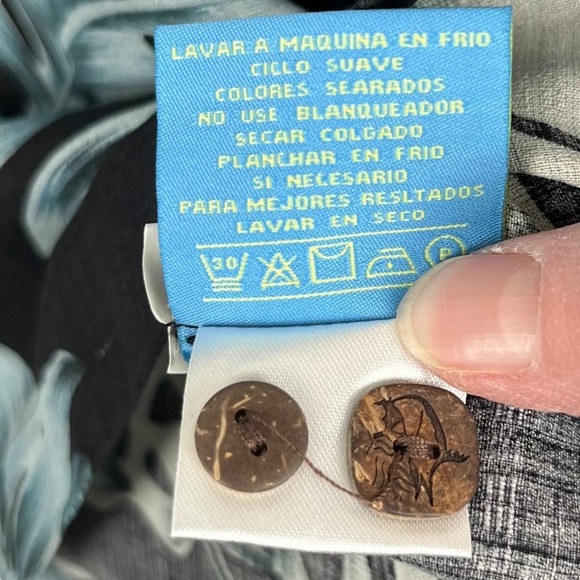 LAVAR A MAQUINA EN FRIO
CICLO SUAVE
COLORES SEARADOS
NO USE BLANQUEADOR
SECAR COLGADO
PLANCHAR EN FRIO
SI NECESARIO
PARA MEJORES RESLTADOS
LAVAR EN SECO
30 P